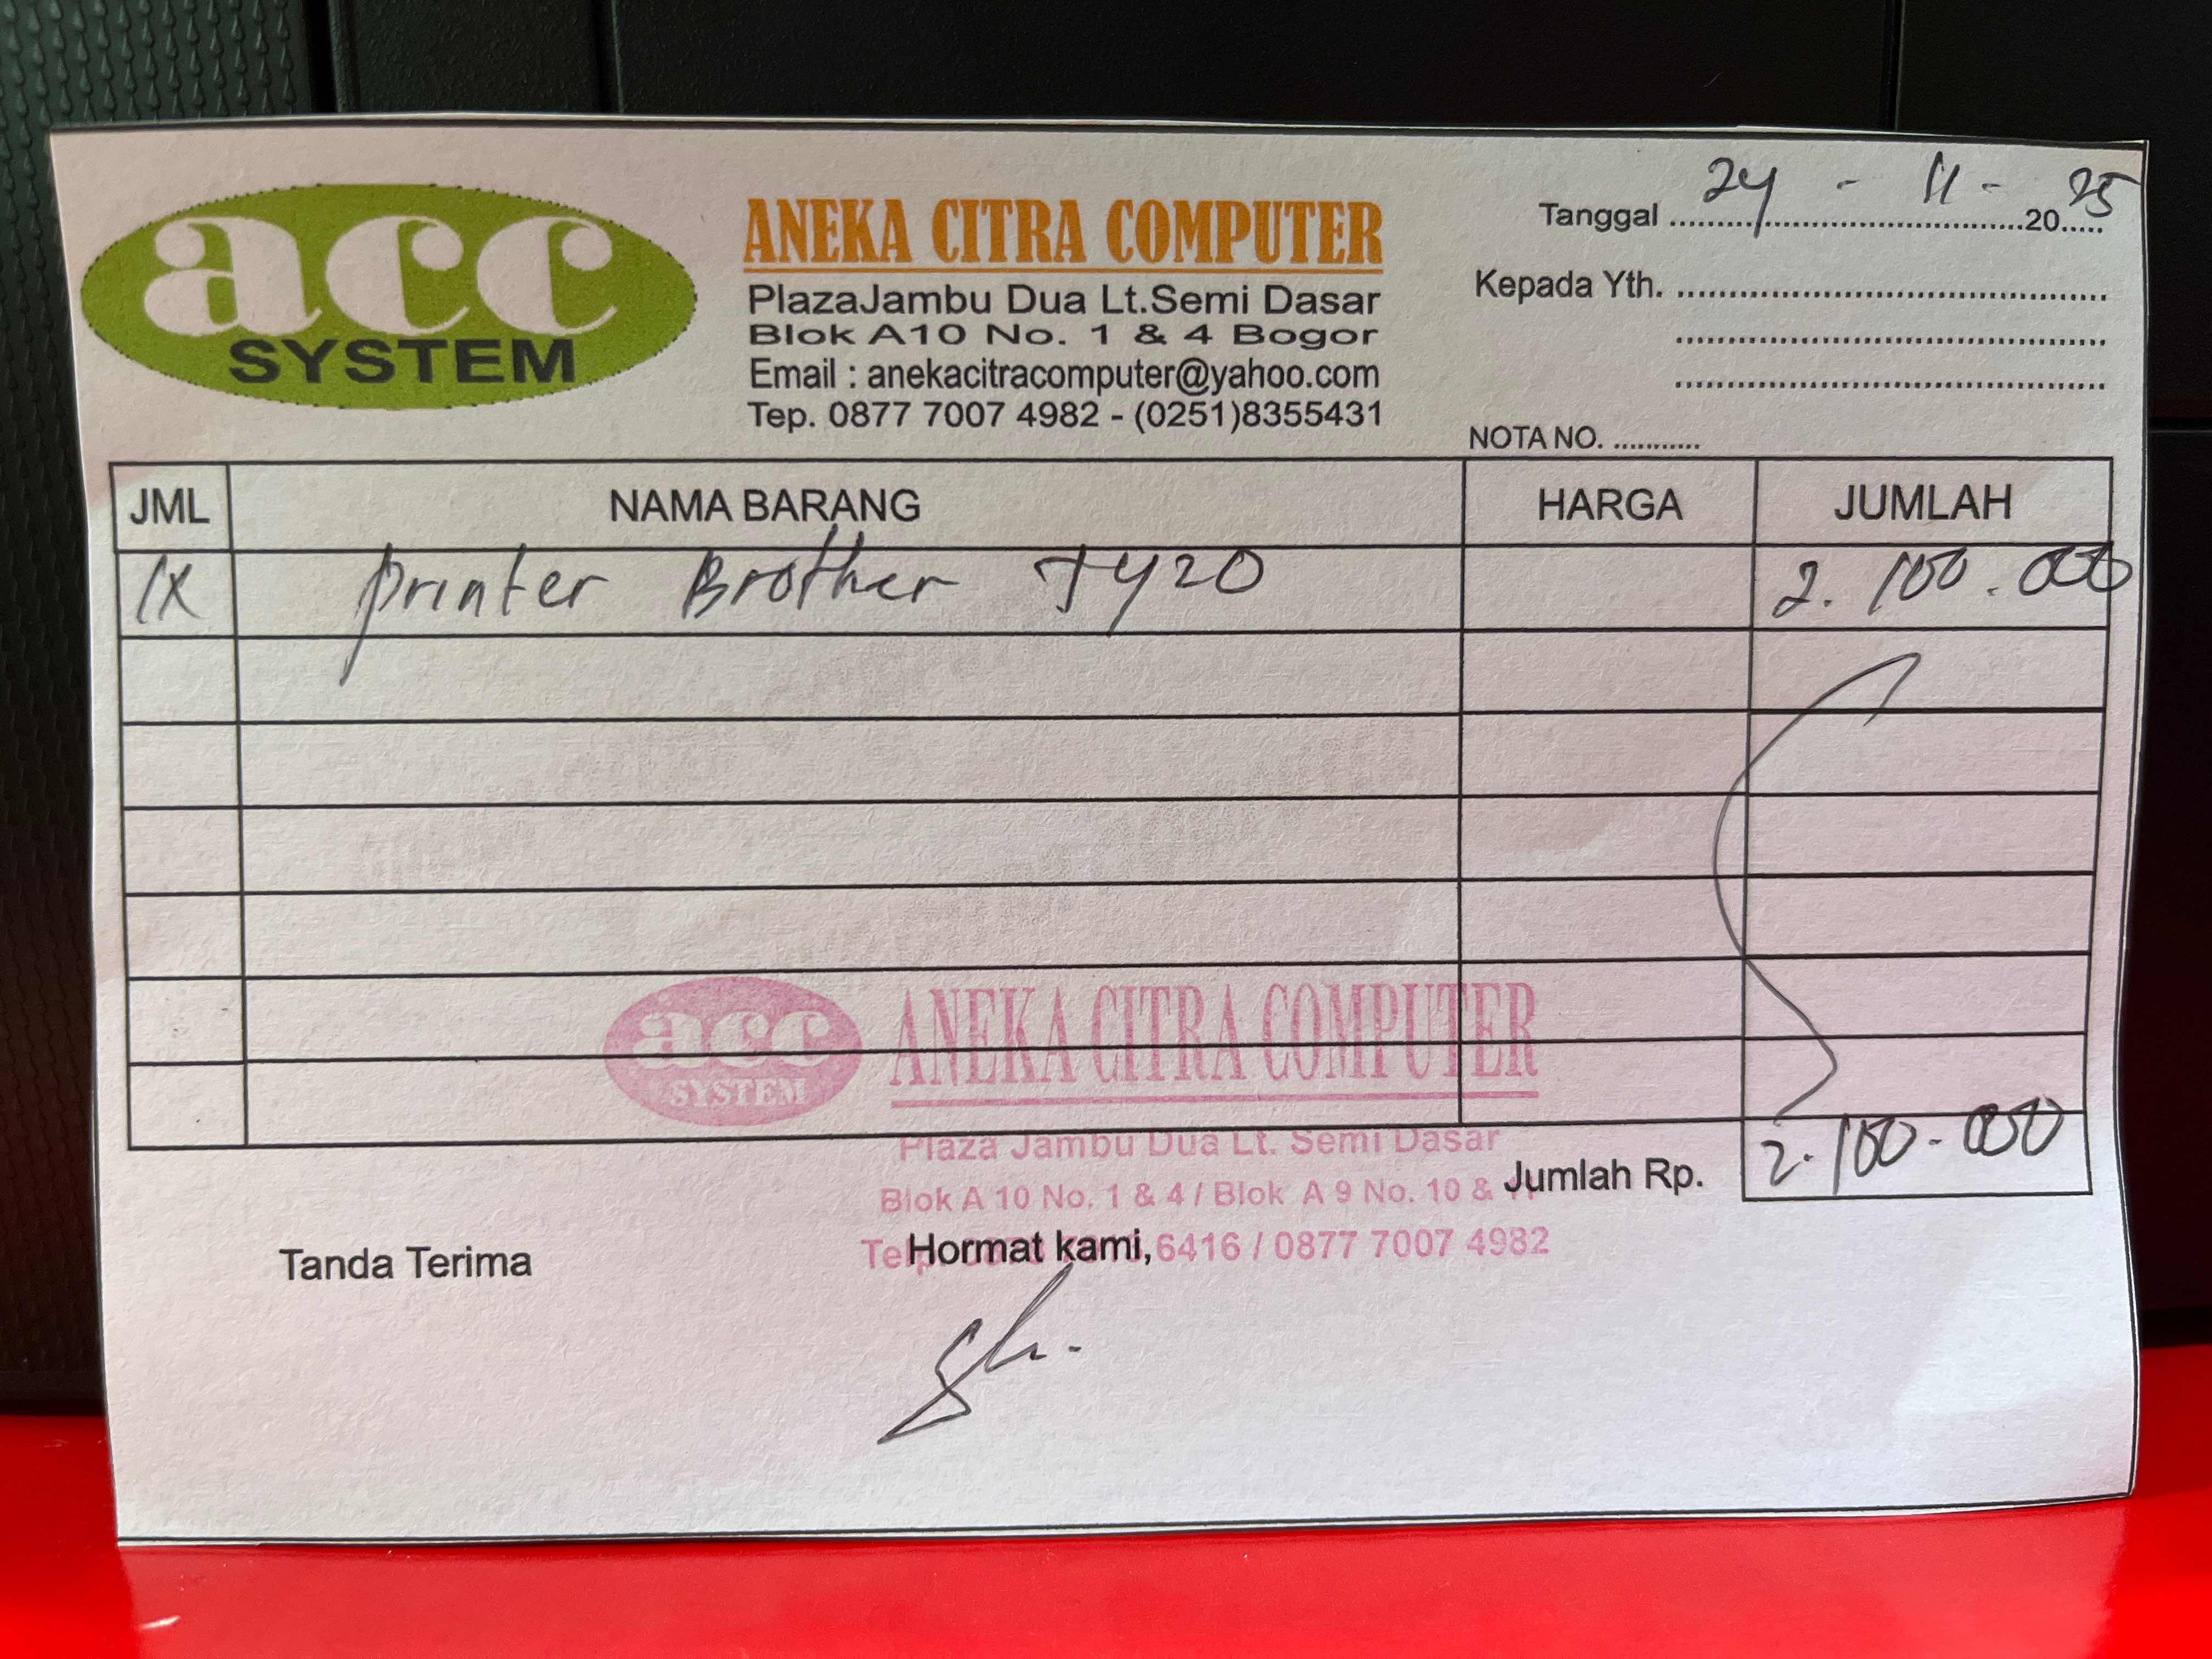 acc
SYSTEM
ANEKA CITRA COMPUTER
PlazaJambu Dua Lt.Semi Dasar
Blok A10 No. 1 & 4 Bogor
Email : anekacitracomputer@yahoo.com
Tep. 0877 7007 4982 - (0251)8355431
Tanggal 24 - 11 - 2025
Kepada Yth.
NOTA NO.
JML NAMA BARANG HARGA JUMLAH
1X Printer Brother T420 2.100.000
acc
SYSTEM
ANEKA CITRA COMPUTER
Plaza Jambu Dua Lt. Semi Dasar
Blok A 10 No. 1 & 4 / Blok A 9 No. 10 &
Jumlah Rp. 2.100.000
Telp. 6416 / 0877 7007 4982
Tanda Terima
Hormat kami,